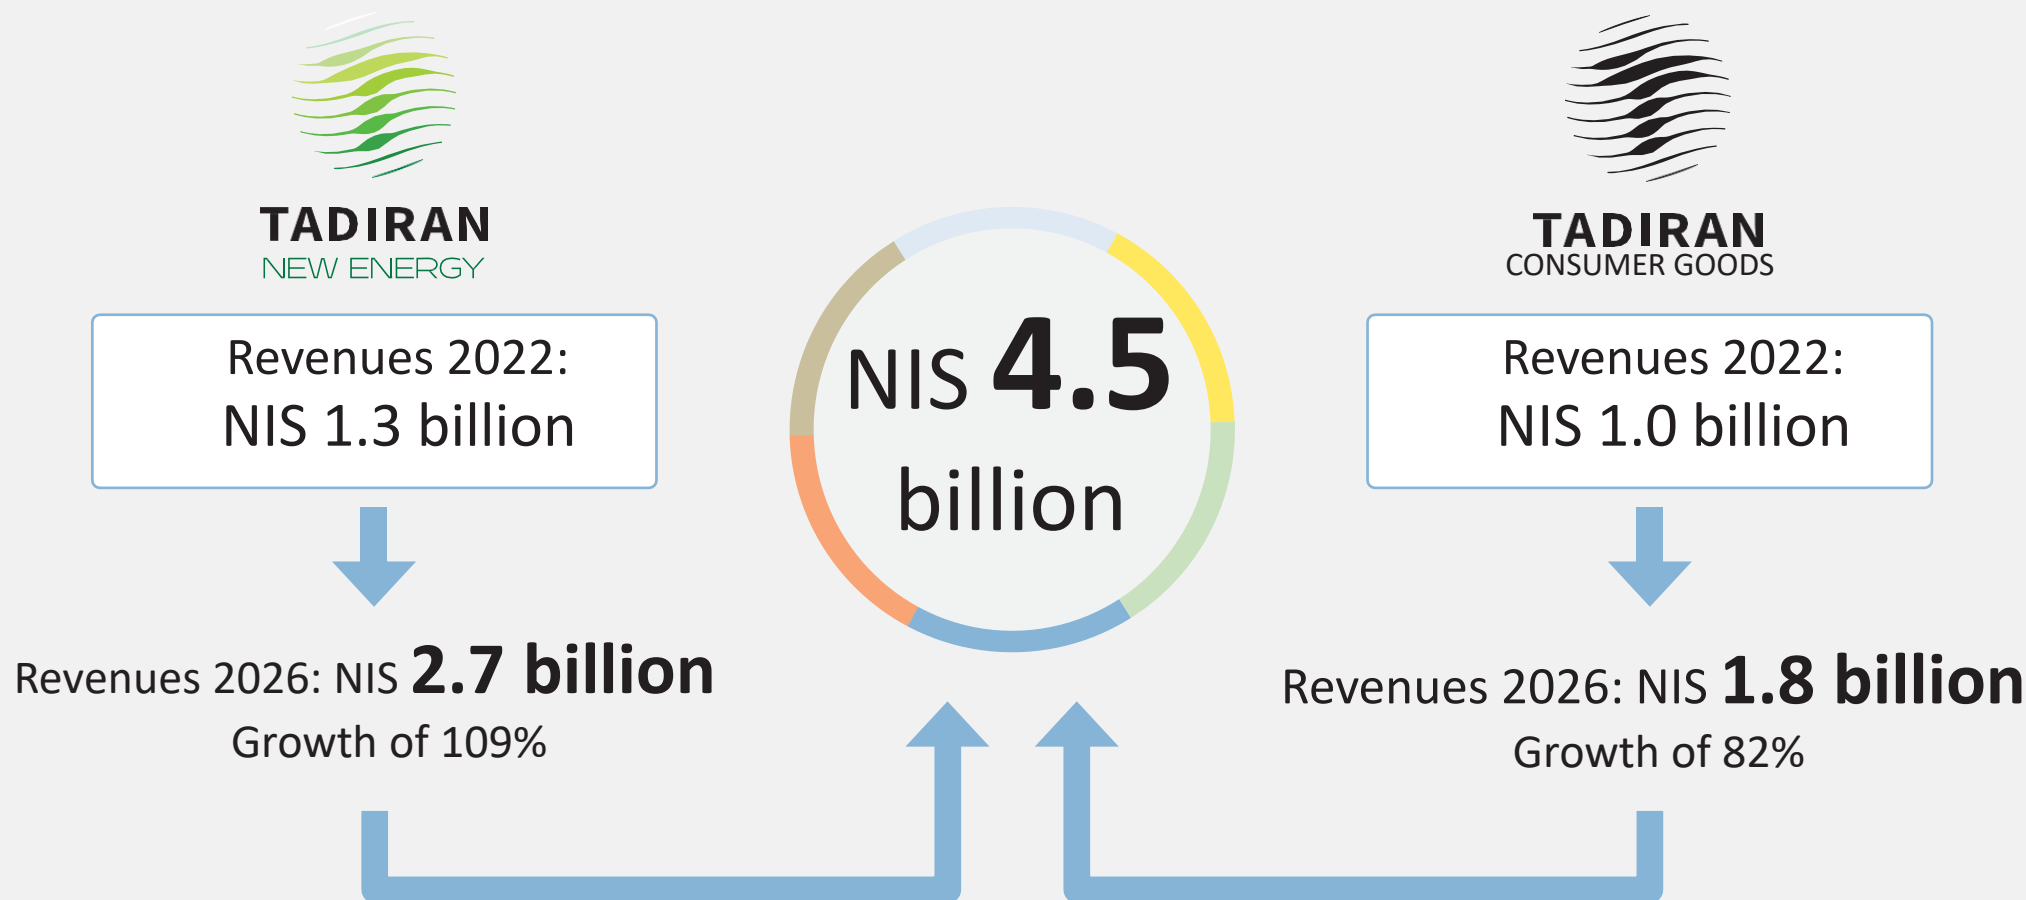 TADIRAN
NEW ENERGY
Revenues 2022:
NIS 1.3 billion
Revenues 2026: NIS 2.7 billion
Growth of 109%
NIS 4.5
billion
TADIRAN
CONSUMER GOODS
Revenues 2022:
NIS 1.0 billion
Revenues 2026: NIS 1.8 billion
Growth of 82%